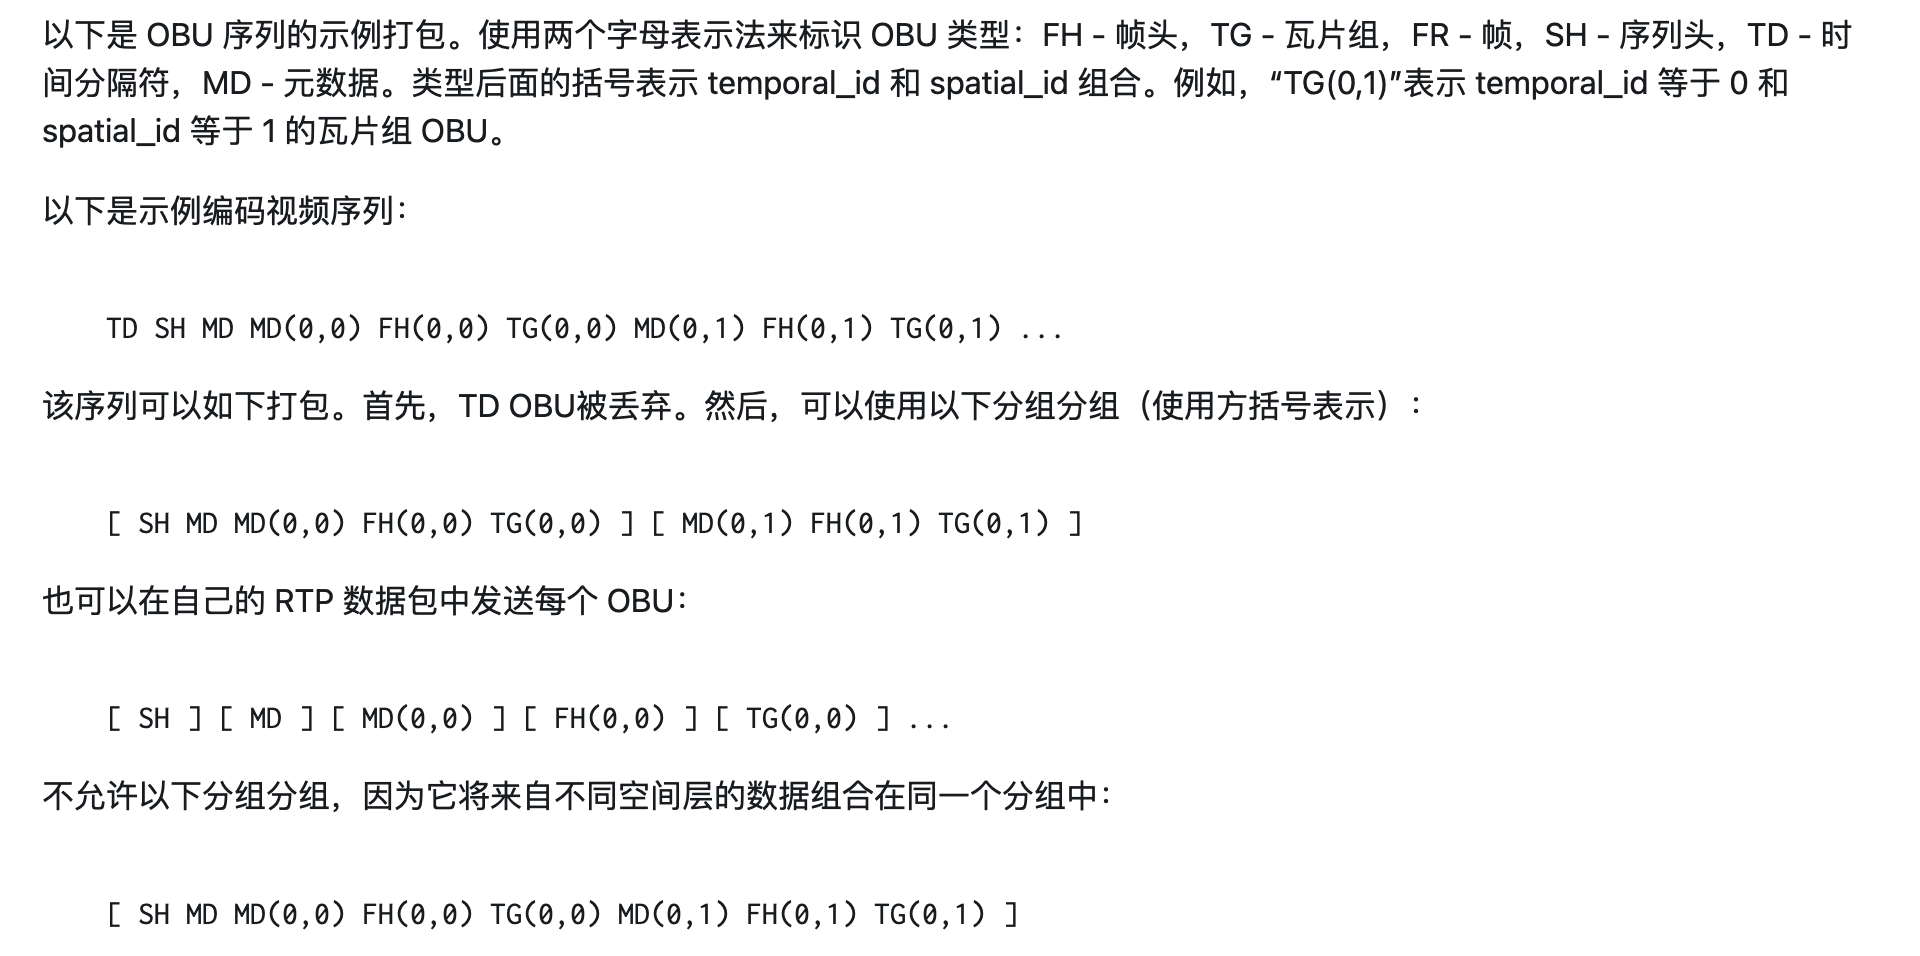 以下是 OBU 序列的示例打包。使用两个字母表示法来标识 OBU 类型：FH - 帧头，TG - 瓦片组，FR - 帧，SH - 序列头，TD - 时
间分隔符，MD - 元数据。类型后面的括号表示 temporal_id 和 spatial_id 组合。例如，“TG(0,1)”表示 temporal_id 等于 0 和
spatial_id 等于 1 的瓦片组 OBU。
以下是示例编码视频序列：
TD SH MD MD(0,0) FH(0,0) TG(0,0) MD(0,1) FH(0,1) TG(0,1) ...
该序列可以如下打包。首先，TD OBU被丢弃。然后，可以使用以下分组分组（使用方括号表示）：
[ SH MD MD(0,0) FH(0,0) TG(0,0) ] [ MD(0,1) FH(0,1) TG(0,1) ]
也可以在自己的 RTP 数据包中发送每个 OBU：
[ SH ] [ MD ] [ MD(0,0) ] [ FH(0,0) ] [ TG(0,0) ] ...
不允许以下分组分组，因为它将来自不同空间层的数据组合在同一个分组中：
[ SH MD MD(0,0) FH(0,0) TG(0,0) MD(0,1) FH(0,1) TG(0,1) ]